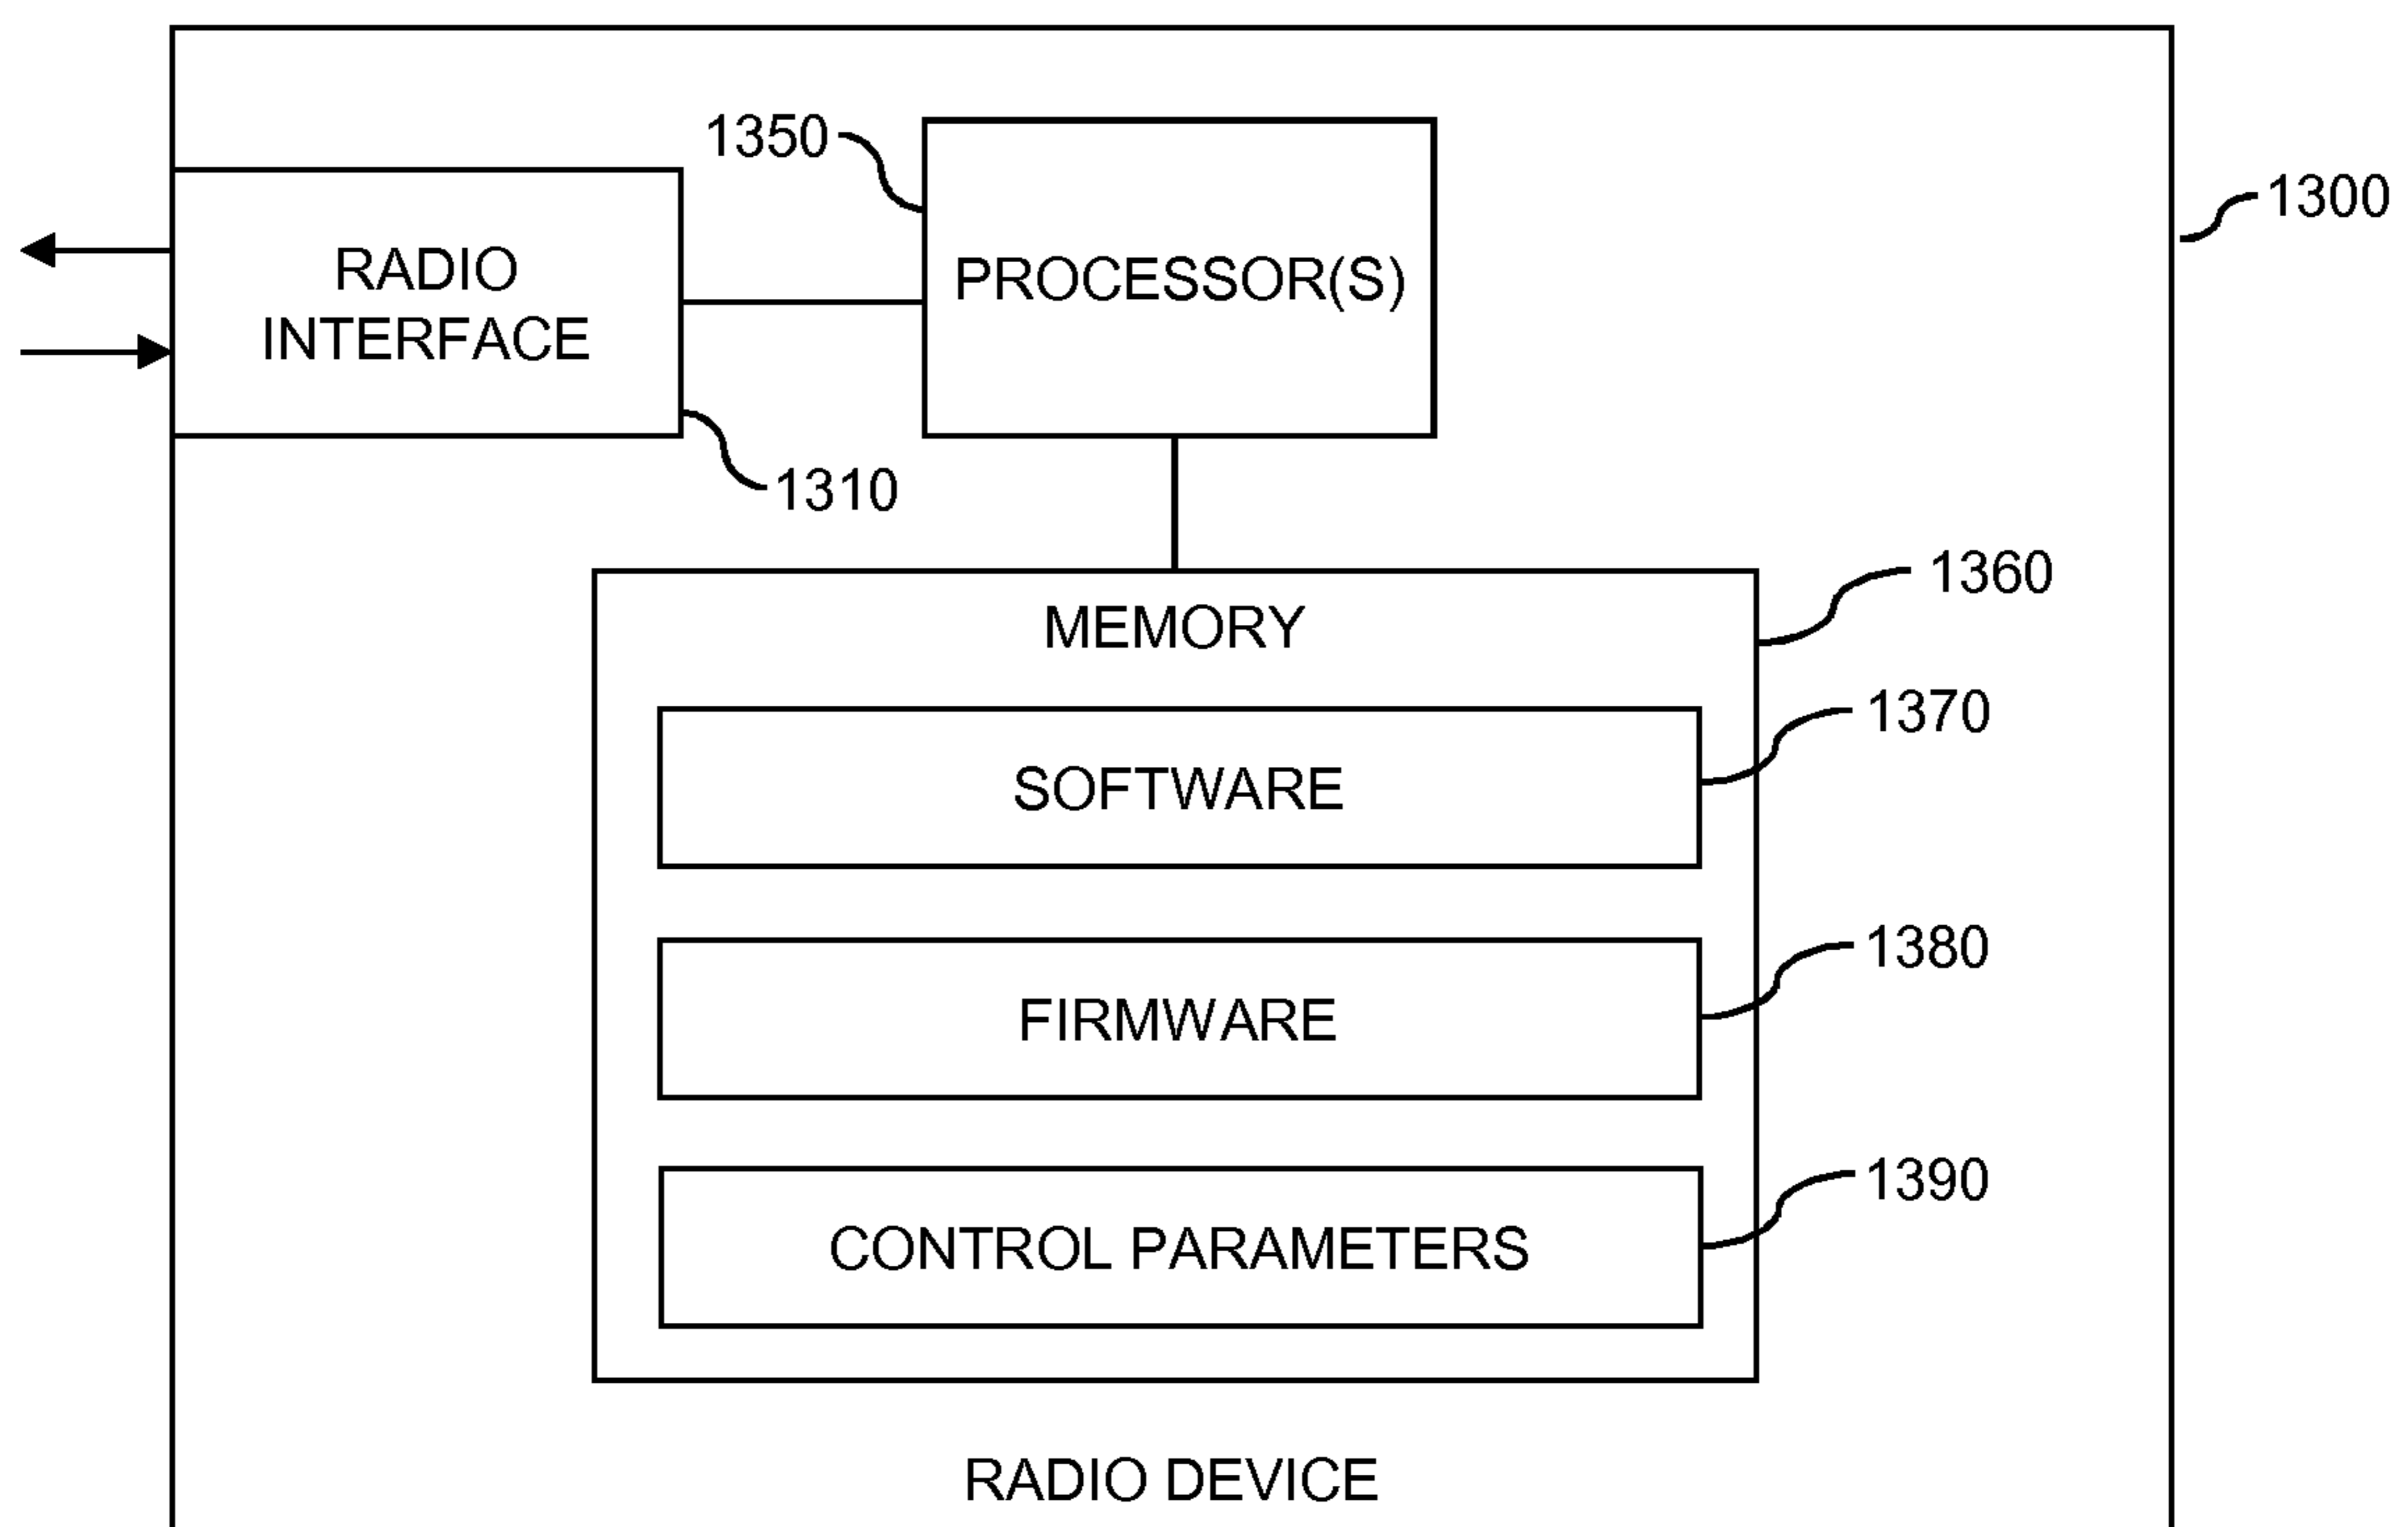 1350
1300
RADIO
INTERFACE
PROCESSOR(S)
1310
1360
MEMORY
1370
SOFTWARE
1380
FIRMWARE
1390
CONTROL PARAMETERS
RADIO DEVICE